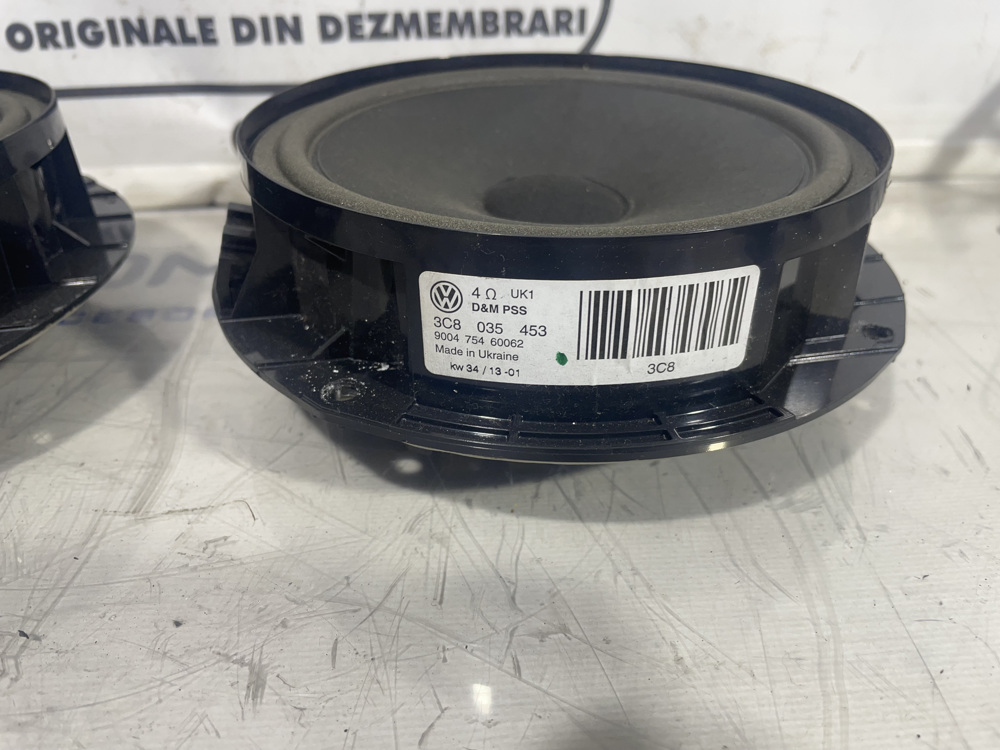 ORIGINALE DIN DEZMEMBRARI
4 Ω UK1
D&M PSS
3C8 035 453
9004 754 60062
Made in Ukraine
kw 34 / 13 -01
3C8